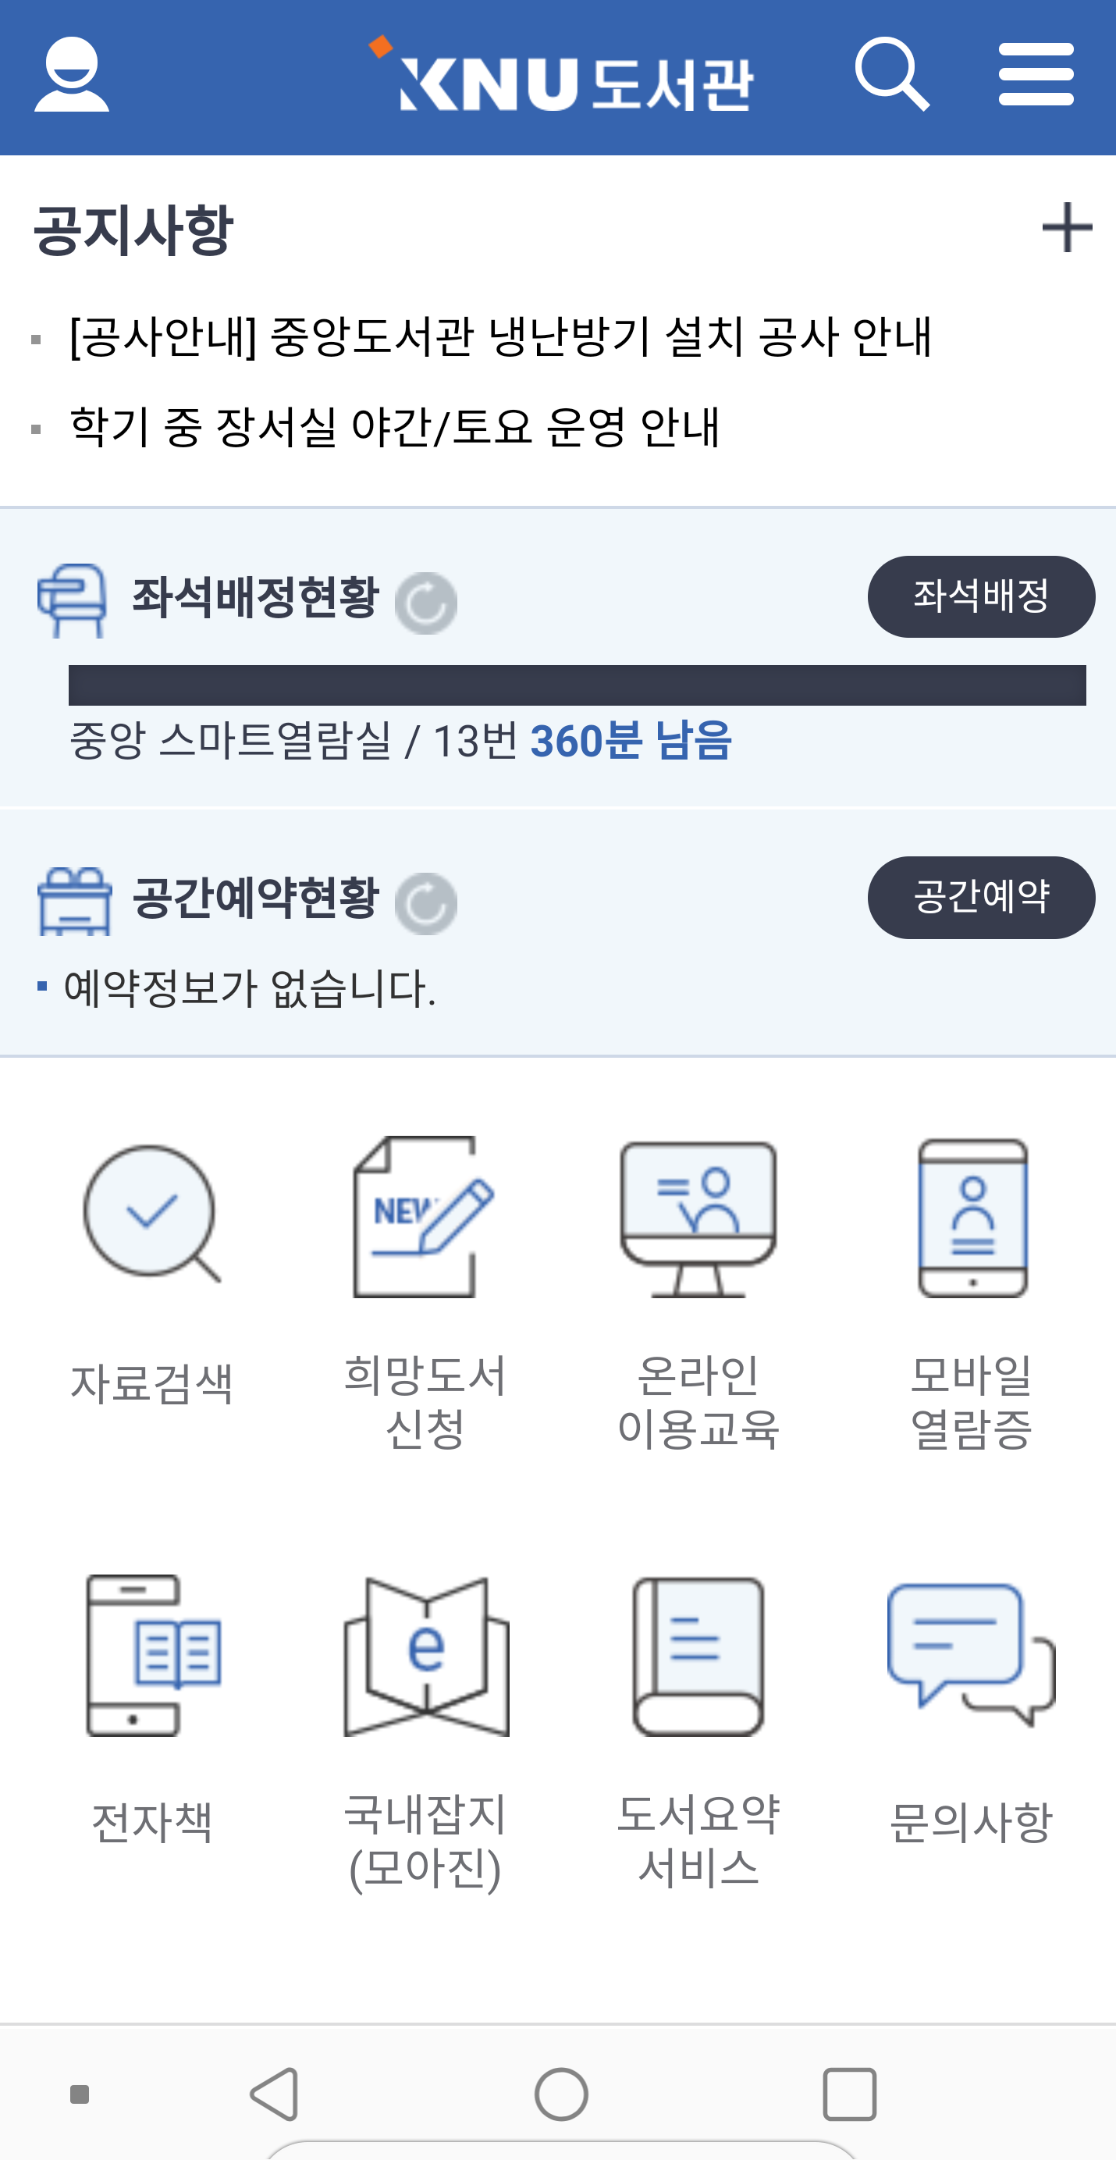 KNU 도서관
공지사항
[공사안내] 중앙도서관 냉난방기 설치 공사 안내
학기 중 장서실 야간/토요 운영 안내
좌석배정현황
좌석배정
중앙 스마트열람실 / 13번 360분 남음
공간예약현황
공간예약
예약정보가 없습니다.
NEW
자료검색
희망도서
신청
온라인
이용교육
모바일
열람증
e
전자책
국내잡지
(모아진)
도서요약
서비스
문의사항